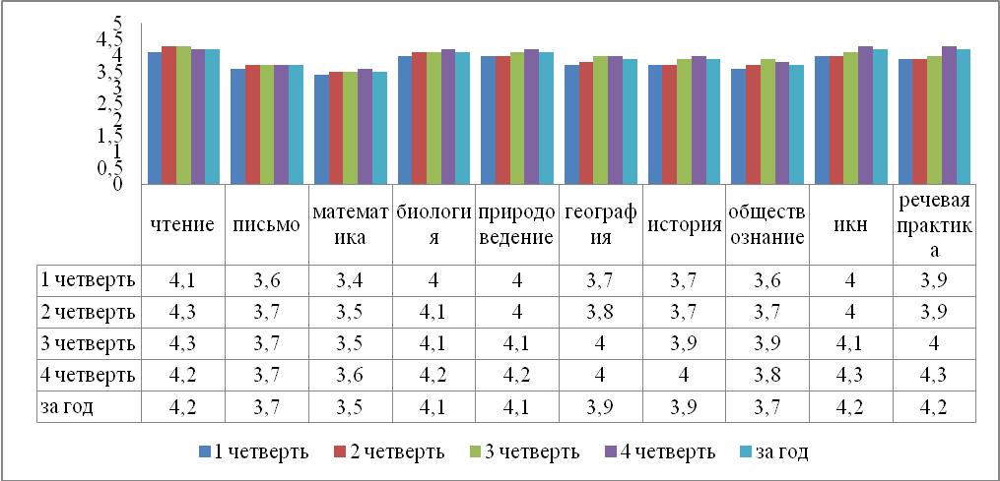 5
4,5
4
3,5
3
2,5
2
1,5
1
0,5
0
чтение
письмо
математ
ика
биологи
я
природо
ведение
географ
ия
история
обществ
ознание
икн
речевая
практик
а
1 четверть 4,1 3,6 3,4 4 4 3,7 3,7 3,6 4 3,9
2 четверть 4,3 3,7 3,5 4,1 4 3,8 3,7 3,7 4 3,9
3 четверть 4,3 3,7 3,5 4,1 4,1 4 3,9 3,9 4,1 4
4 четверть 4,2 3,7 3,6 4,2 4,2 4 4 3,8 4,3 4,3
за год 4,2 3,7 3,5 4,1 4,1 3,9 3,9 3,7 4,2 4,2
1 четверть 2 четверть 3 четверть 4 четверть за год